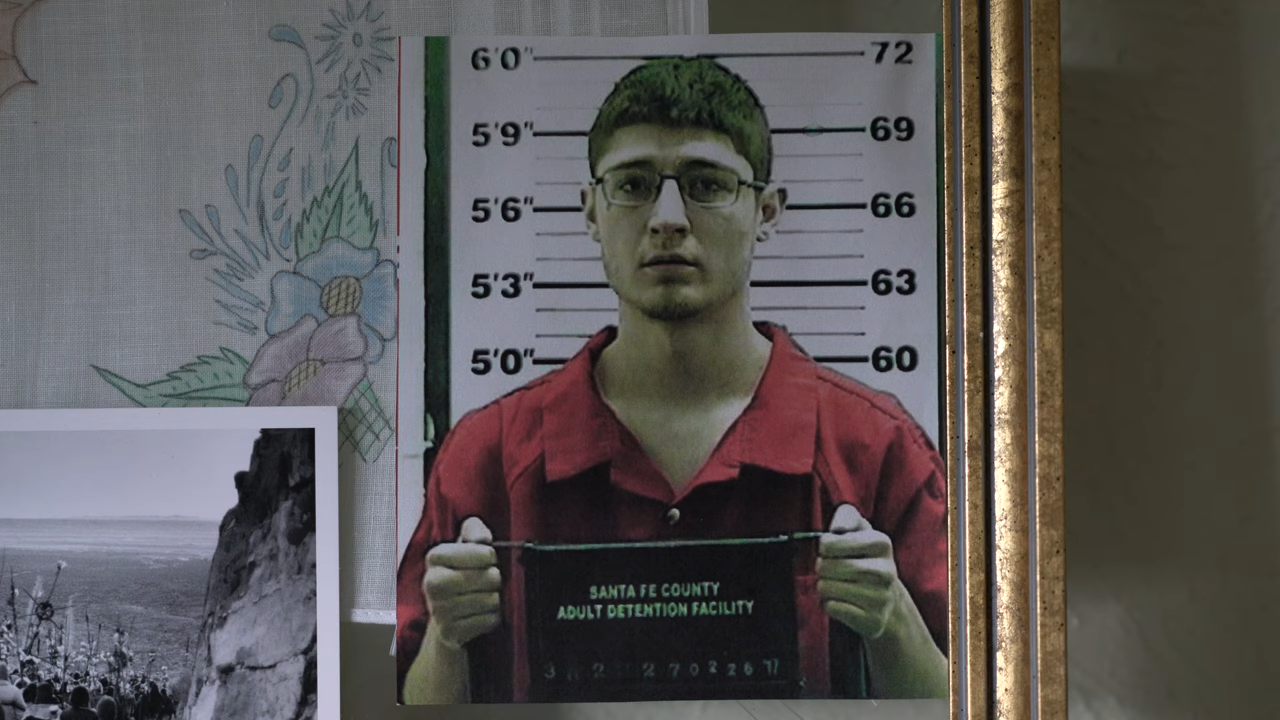 6'0" 72
5'9" 69
5'6" 66
5'3" 63
5'0" 60
SANTA FE COUNTY
ADULT DETENTION FACILITY